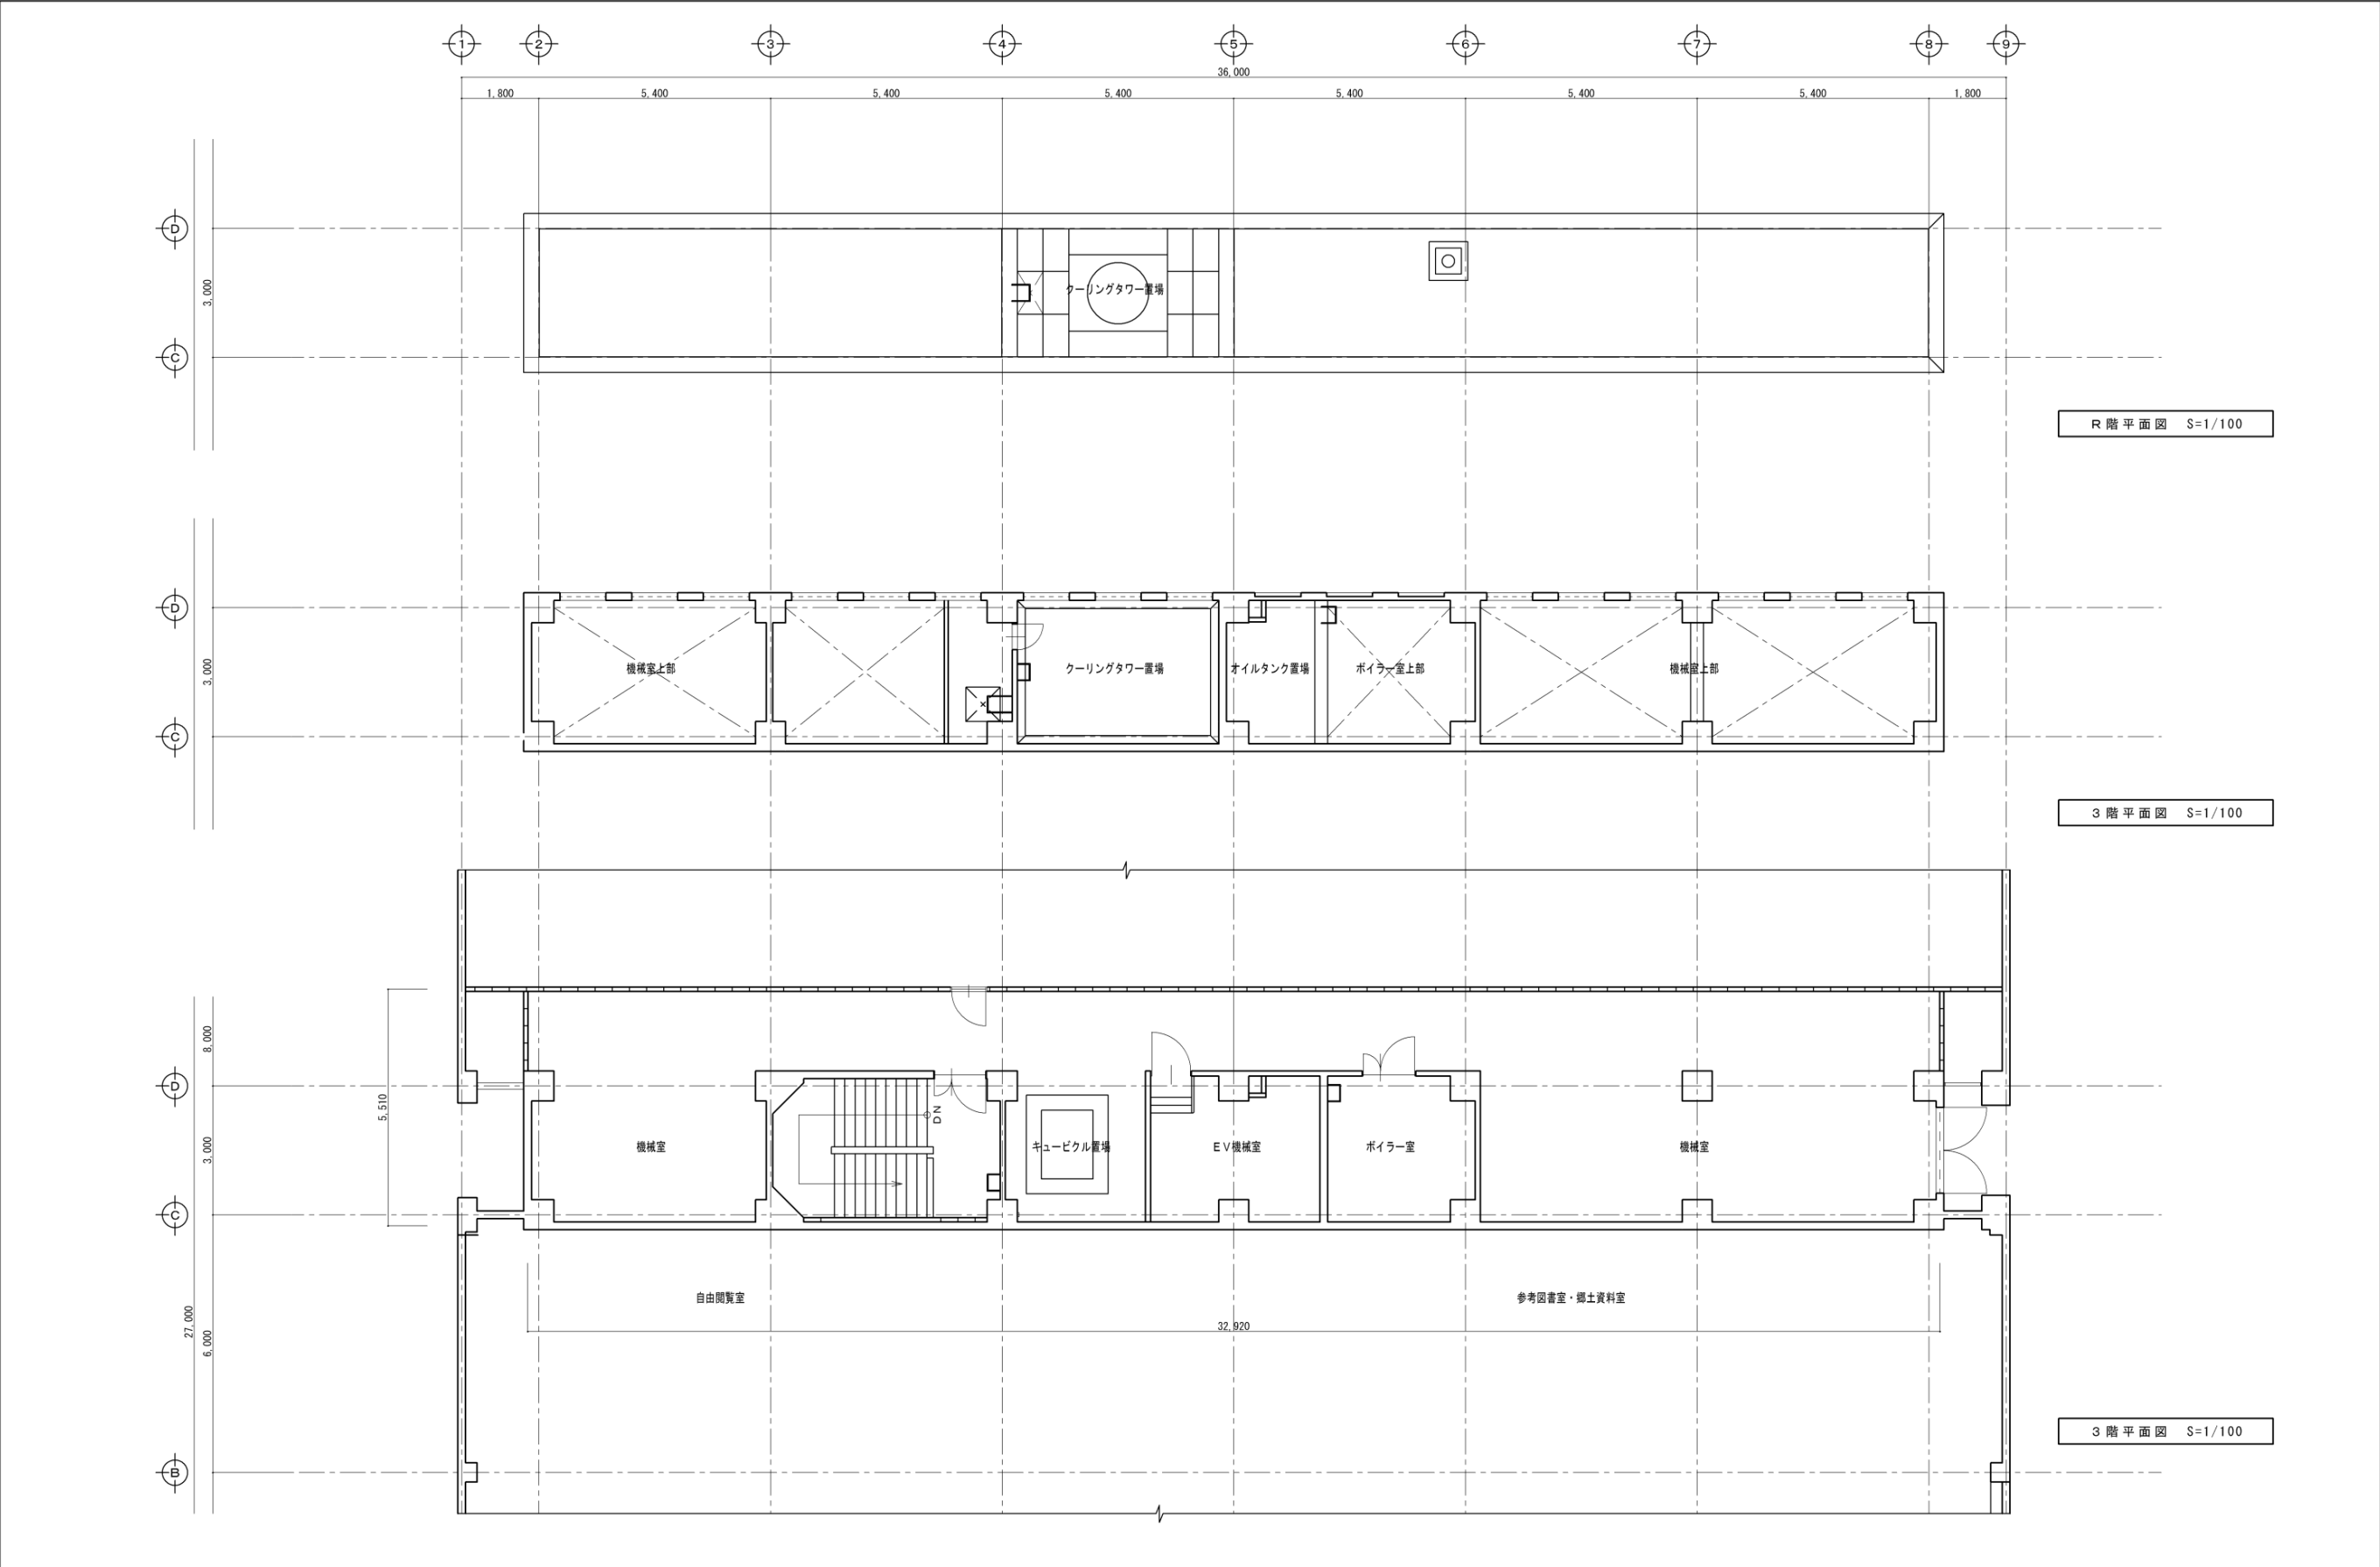 1 2 3 4 5 6 7 8 9
36,000
1,800 5,400 5,400 5,400 5,400 5,400 5,400 1,800
D
3,000
クーリングタワー置場
C
R階平面図 S=1/100
D
3,000
機械室上部 クーリングタワー置場 オイルタンク置場 ボイラー室上部 機械室上部
C
3階平面図 S=1/100
8,000
D
5,510
DN
3,000
機械室 キュービクル置場 EV機械室 ボイラー室 機械室
C
自由閲覧室 参考図書室・郷土資料室
27,000
6,000
32,920
3階平面図 S=1/100
B